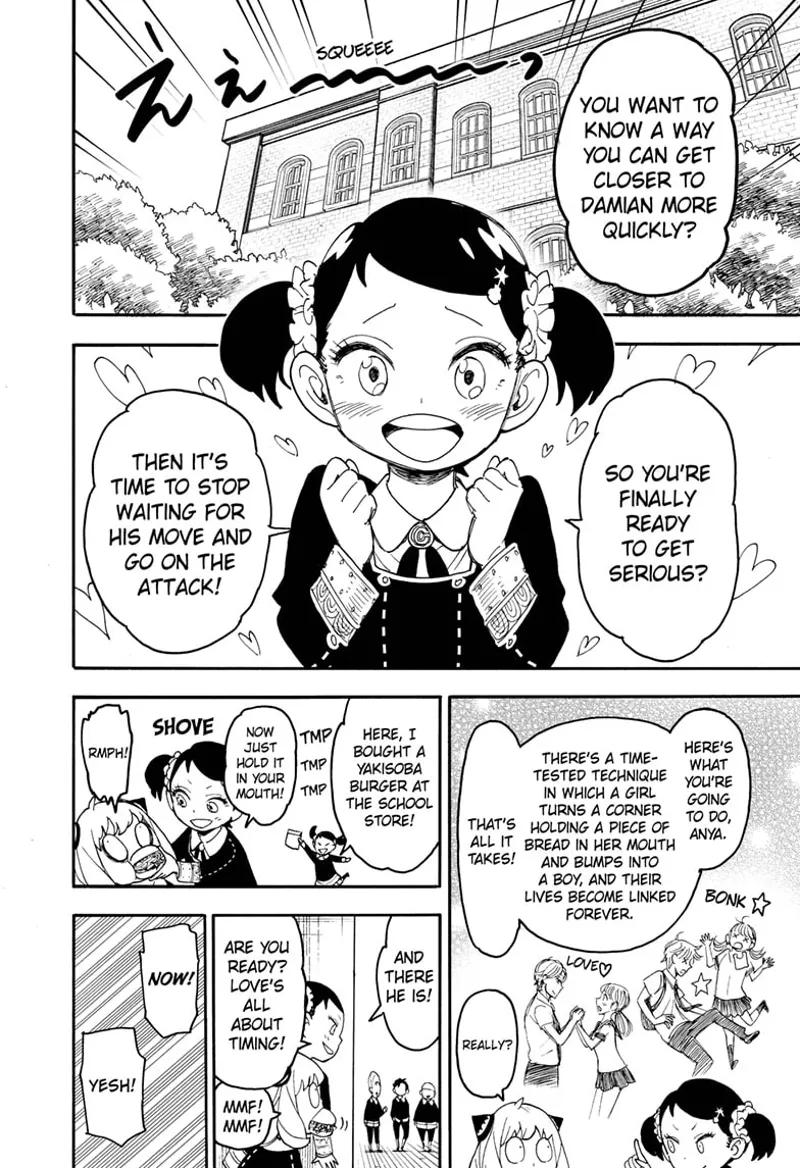 SQUEEEE
ええ〜〜〜っ
YOU WANT TO
KNOW A WAY
YOU CAN GET
CLOSER TO
DAMIAN MORE
QUICKLY?
SO YOU'RE
FINALLY
READY
TO GET
SERIOUS?
THEN IT'S
TIME TO STOP
WAITING FOR
HIS MOVE AND
GO ON THE
ATTACK!
HERE'S
WHAT
YOU'RE
GOING
TO DO,
ANYA.
THERE'S A TIME-
TESTED TECHNIQUE
IN WHICH A GIRL
TURNS A CORNER
HOLDING A PIECE OF
BREAD IN HER MOUTH
AND BUMPS INTO
A BOY, AND THEIR
LIVES BECOME LINKED
FOREVER.
THAT'S
ALL IT
TAKES!
BONK
LOVE
REALLY?
HERE, I
BOUGHT A
YAKISOBA
BURGER AT
THE SCHOOL
STORE!
TMP
TMP
TMP
NOW
JUST
HOLD IT
IN YOUR
MOUTH!
SHOVE
RMPH!
C
AND
THERE
HE IS!
ARE YOU
READY?
LOVE'S
ALL
ABOUT
TIMING!
MMF!
MMF!
NOW!
YESH!